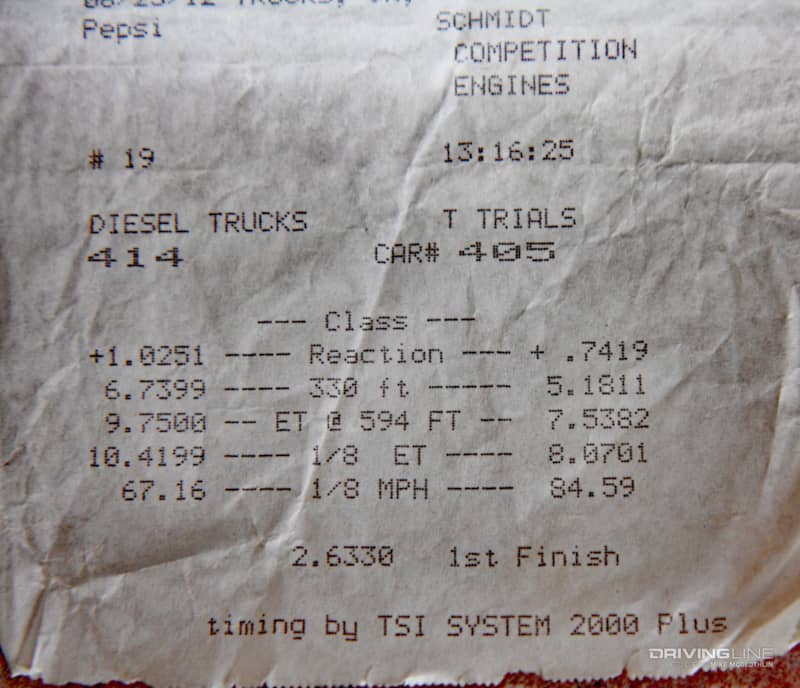 Pepsi
SCHMIDT
COMPETITION
ENGINES
# 19 13:16:25
DIESEL TRUCKS T TRIALS
414 CAR# 405
--- Class ---
+1.0251 ---- Reaction --- + .7419
6.7399 ---- 330 ft ----- 5.1811
9.7500 -- ET @ 594 FT -- 7.5382
10.4199 ---- 1/8 ET ---- 8.0701
67.16 ---- 1/8 MPH ---- 84.59
2.6330 1st Finish
timing by TSI SYSTEM 2000 Plus
DRIVINGLINE